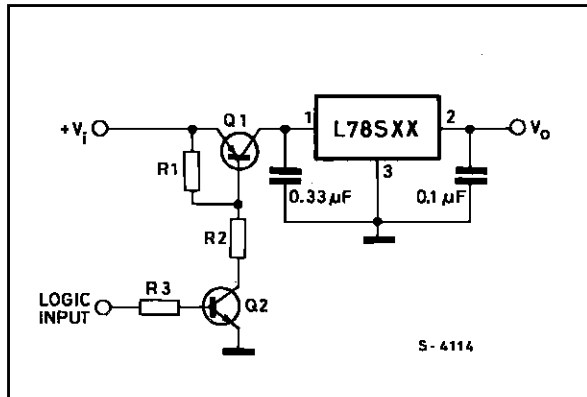 Q1
1
L78SXX
2
+Vi
Vo
R1
3
0.33µF
0.1µF
R2
R3
LOGIC
INPUT
Q2
S-4114